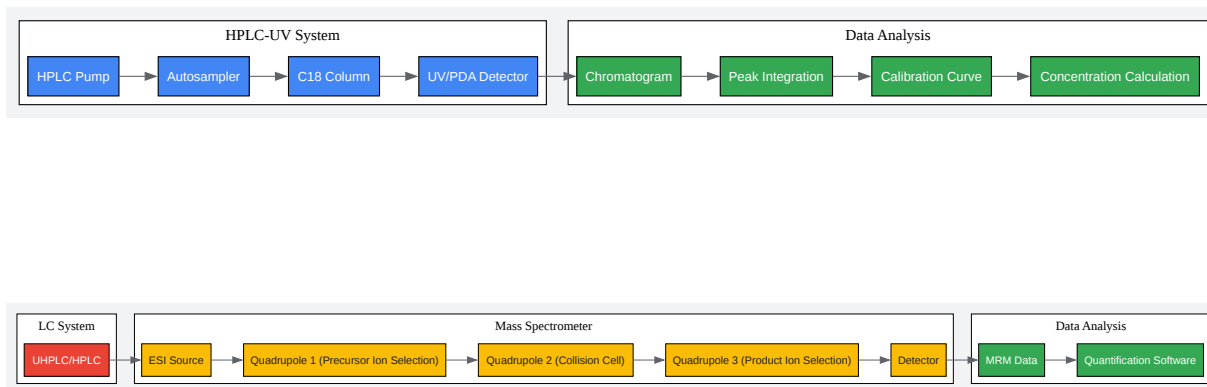 HPLC-UV System
Data Analysis
HPLC Pump
Autosampler
C18 Column
UV/PDA Detector
Chromatogram
Peak Integration
Calibration Curve
Concentration Calculation
LC System
Mass Spectrometer
Data Analysis
UHPLC/HPLC
ESI Source
Quadrupole 1 (Precursor Ion Selection)
Quadrupole 2 (Collision Cell)
Quadrupole 3 (Product Ion Selection)
Detector
MRM Data
Quantification Software